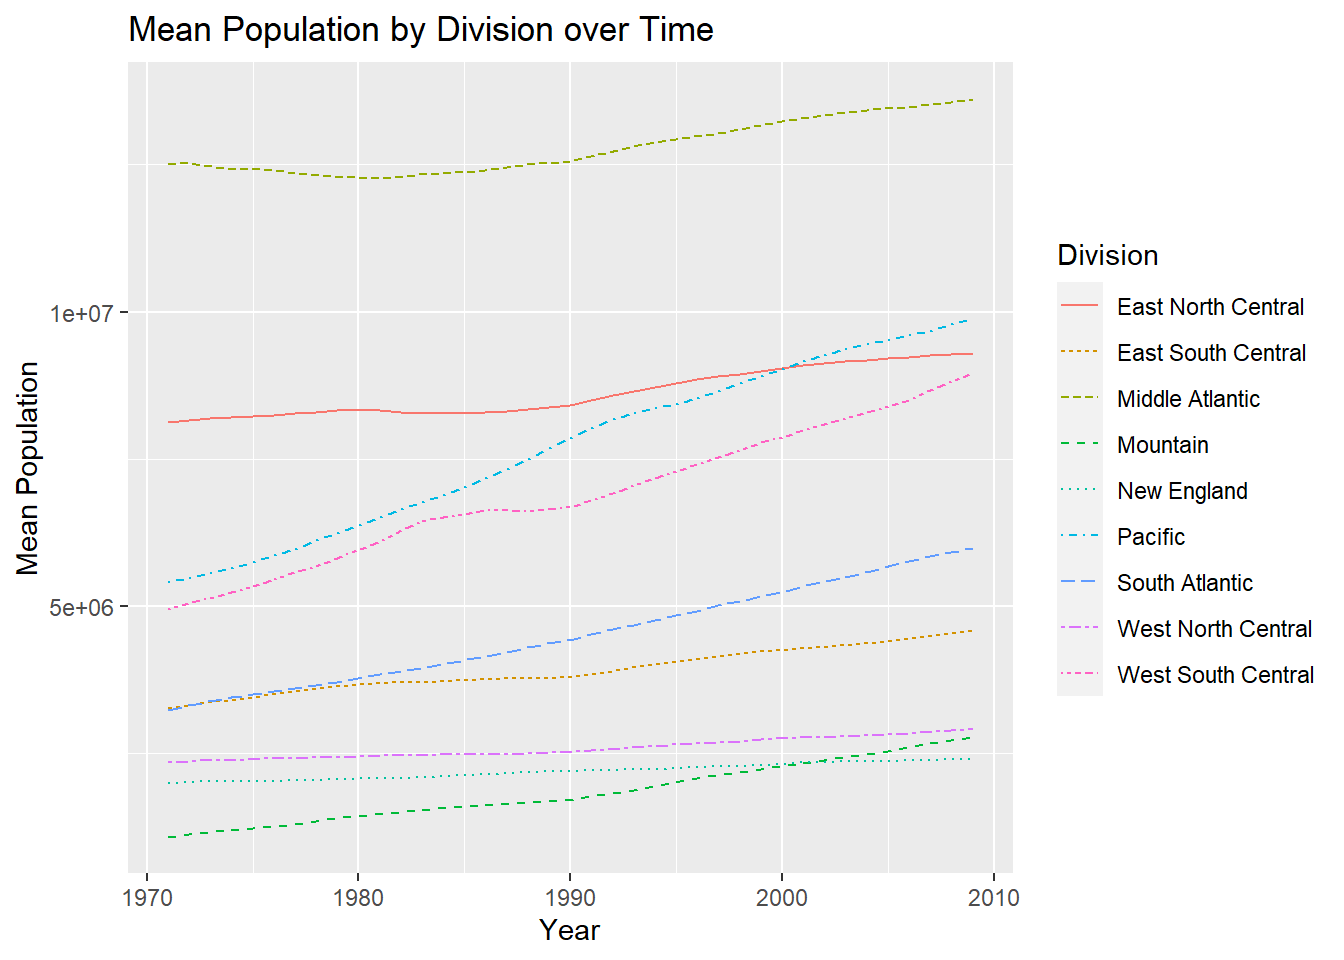 Mean Population by Division over Time
Mean Population
1e+07
5e+06
1970
1980
1990
2000
2010
Year
Division
East North Central
East South Central
Middle Atlantic
Mountain
New England
Pacific
South Atlantic
West North Central
West South Central